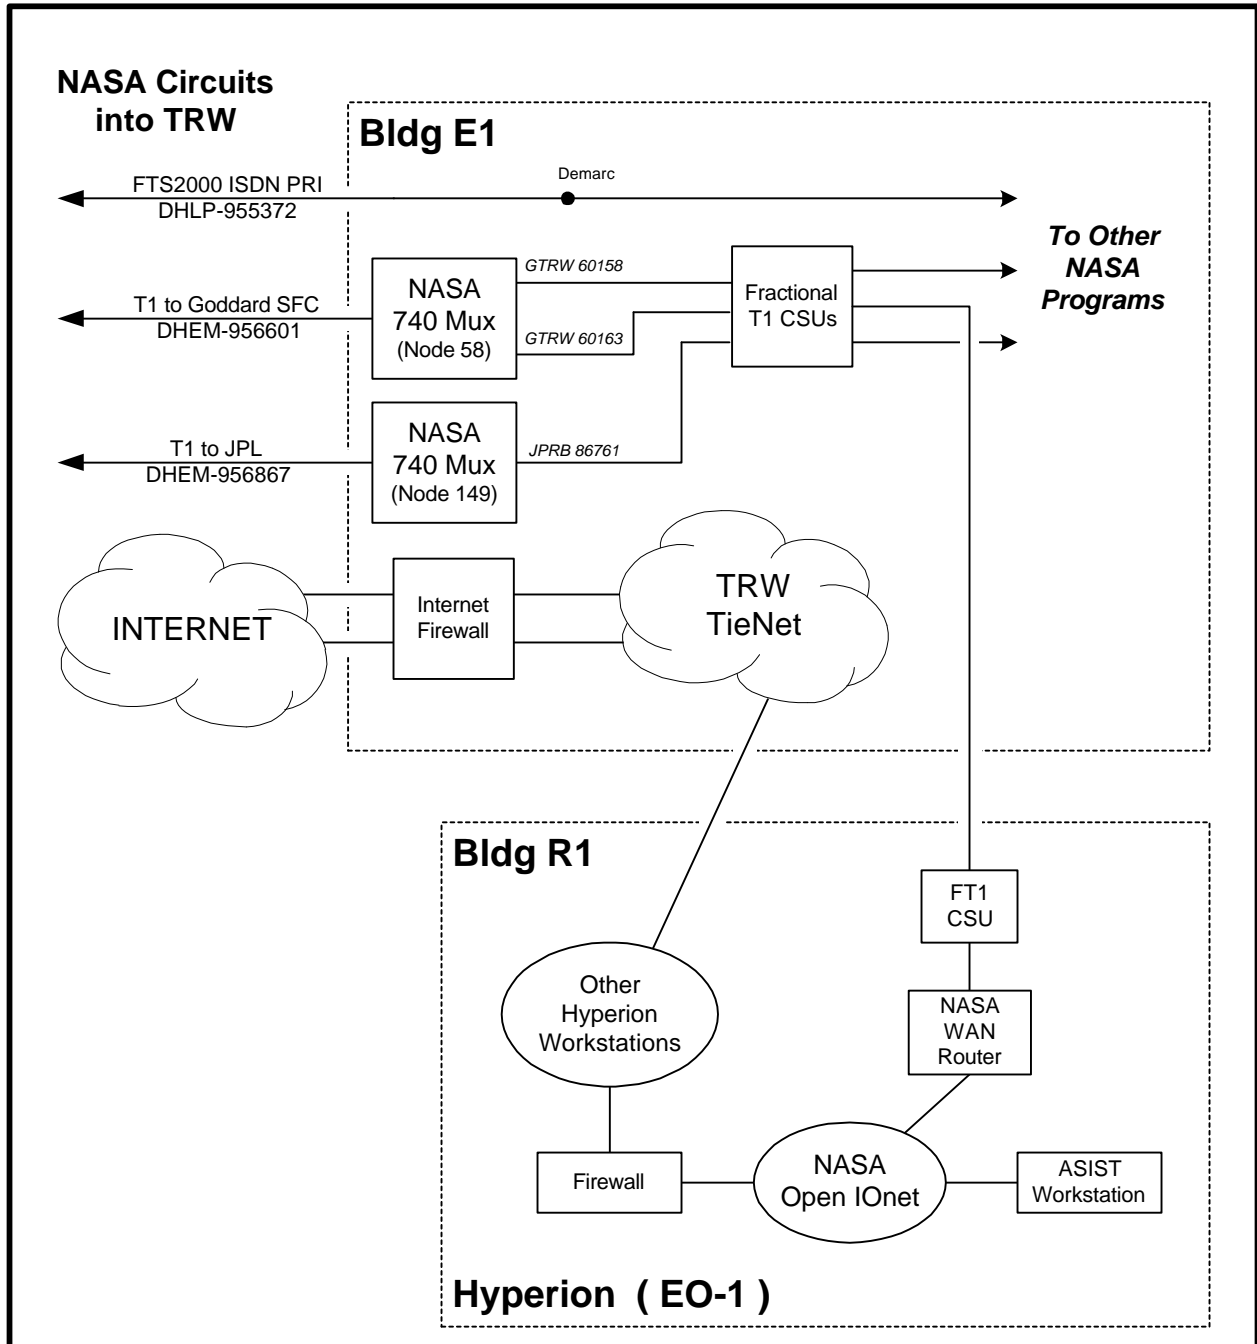 NASA Circuits
into TRW
Bldg E1
FTS2000 ISDN PRI
DHLP-955372
Demarc
To Other
NASA
Programs
T1 to Goddard SFC
DHEM-956601
NASA
740 Mux
(Node 58)
GTRW 60158
GTRW 60163
Fractional
T1 CSUs
T1 to JPL
DHEM-956867
NASA
740 Mux
(Node 149)
JPRB 86761
INTERNET
Internet
Firewall
TRW
TieNet
Bldg R1
FT1
CSU
Other
Hyperion
Workstations
NASA
WAN
Router
Firewall
NASA
Open IOnet
ASIST
Workstation
Hyperion ( EO-1 )